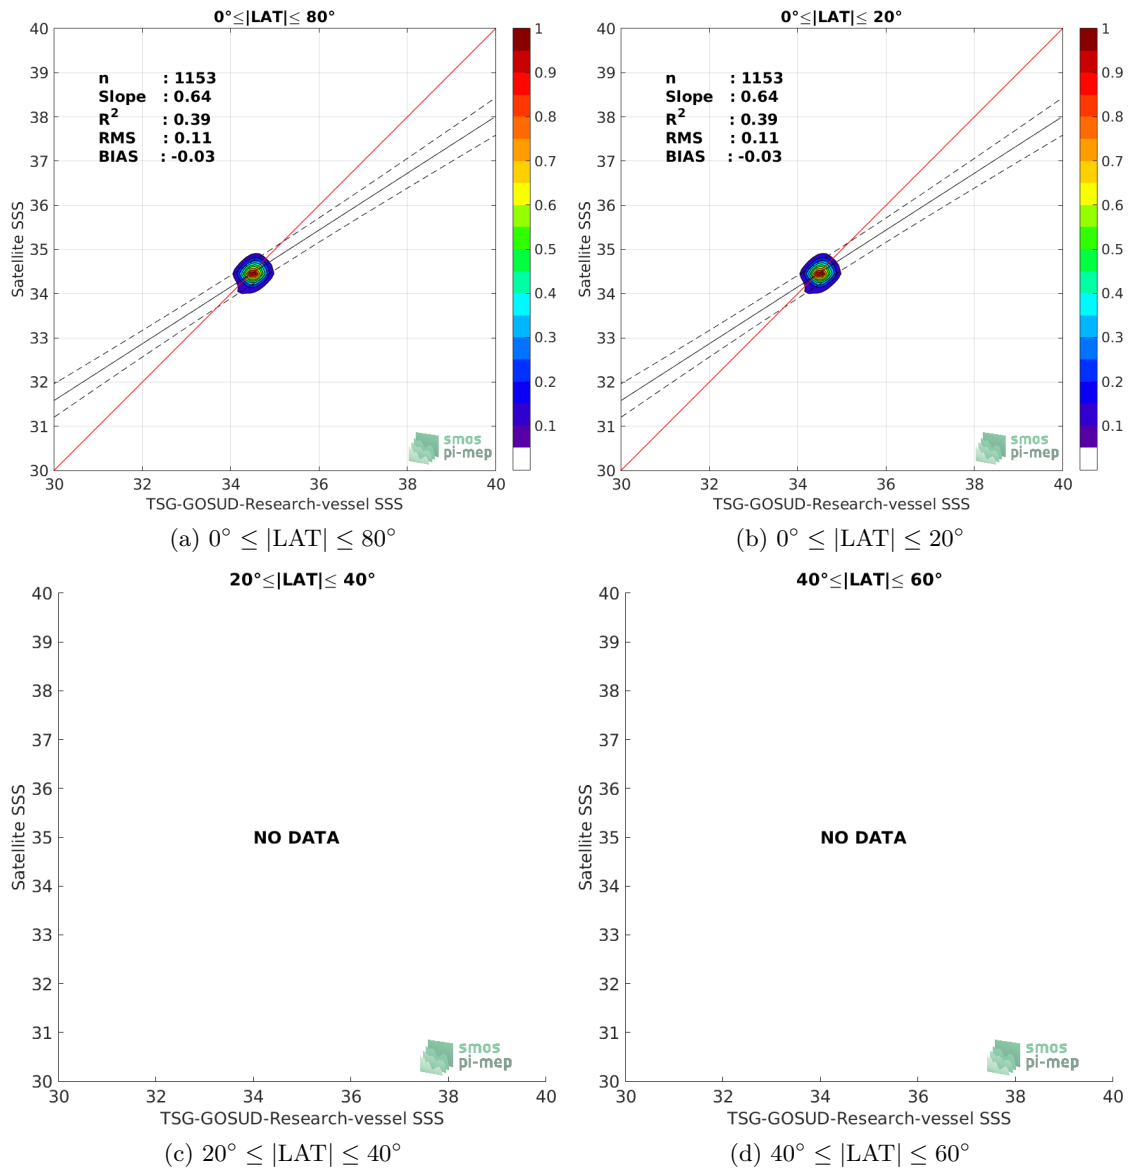 0°≤|LAT|≤ 80°
40
39
38
37
36
35
34
33
32
31
30
Satellite SSS
n : 1153
Slope : 0.64
R² : 0.39
RMS : 0.11
BIAS : -0.03
smos
pi-mep
30 32 34 36 38 40
TSG-GOSUD-Research-vessel SSS
1
0.9
0.8
0.7
0.6
0.5
0.4
0.3
0.2
0.1
(a) 0° ≤ |LAT| ≤ 80°
0°≤|LAT|≤ 20°
40
39
38
37
36
35
34
33
32
31
30
Satellite SSS
n : 1153
Slope : 0.64
R² : 0.39
RMS : 0.11
BIAS : -0.03
smos
pi-mep
30 32 34 36 38 40
TSG-GOSUD-Research-vessel SSS
1
0.9
0.8
0.7
0.6
0.5
0.4
0.3
0.2
0.1
(b) 0° ≤ |LAT| ≤ 20°
20°≤|LAT|≤ 40°
40
39
38
37
36
35
34
33
32
31
30
Satellite SSS
NO DATA
smos
pi-mep
30 32 34 36 38 40
TSG-GOSUD-Research-vessel SSS
(c) 20° ≤ |LAT| ≤ 40°
40°≤|LAT|≤ 60°
40
39
38
37
36
35
34
33
32
31
30
Satellite SSS
NO DATA
smos
pi-mep
30 32 34 36 38 40
TSG-GOSUD-Research-vessel SSS
(d) 40° ≤ |LAT| ≤ 60°